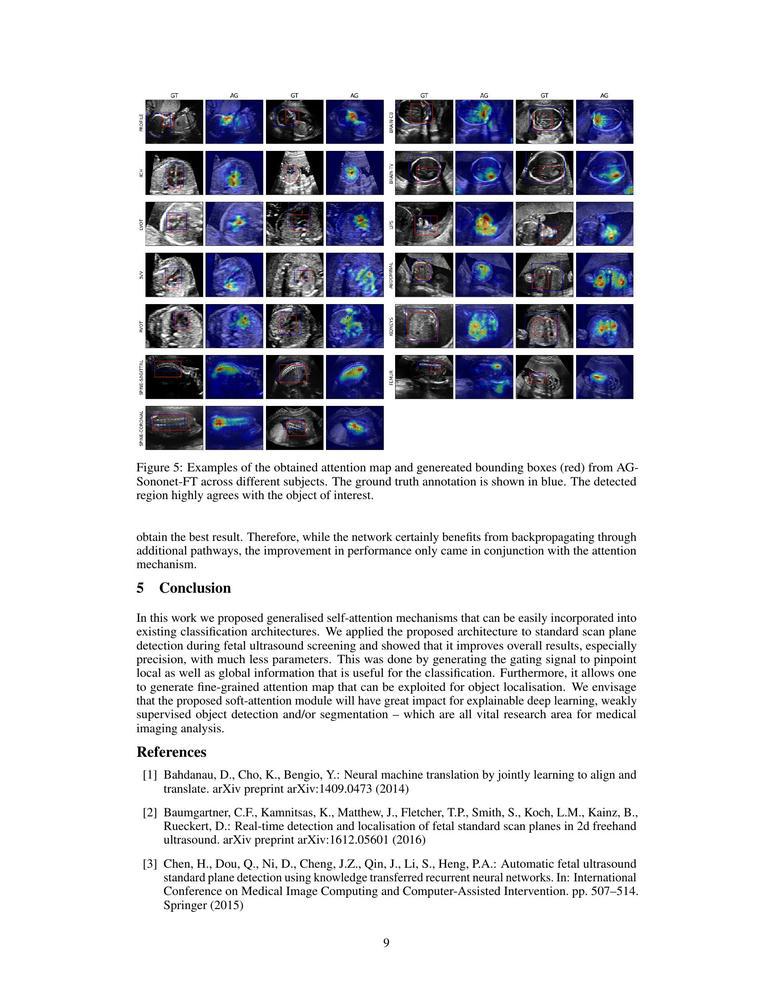 GT AG GT AG GT AG GT AG
PROFILE
BRAIN-CB
4CH
BRAIN-TV
LVOT
LIPS
3VV
ABDOMINAL
RVOT
KIDNEYS
SPINE-SAGITTAL
FEMUR
SPINE-CORONAL
Figure 5: Examples of the obtained attention map and genereated bounding boxes (red) from AG-
Sononet-FT across different subjects. The ground truth annotation is shown in blue. The detected
region highly agrees with the object of interest.
obtain the best result. Therefore, while the network certainly benefits from backpropagating through
additional pathways, the improvement in performance only came in conjunction with the attention
mechanism.
5 Conclusion
In this work we proposed generalised self-attention mechanisms that can be easily incorporated into
existing classification architectures. We applied the proposed architecture to standard scan plane
detection during fetal ultrasound screening and showed that it improves overall results, especially
precision, with much less parameters. This was done by generating the gating signal to pinpoint
local as well as global information that is useful for the classification. Furthermore, it allows one
to generate fine-grained attention map that can be exploited for object localisation. We envisage
that the proposed soft-attention module will have great impact for explainable deep learning, weakly
supervised object detection and/or segmentation – which are all vital research area for medical
imaging analysis.
References
[1] Bahdanau, D., Cho, K., Bengio, Y.: Neural machine translation by jointly learning to align and
translate. arXiv preprint arXiv:1409.0473 (2014)
[2] Baumgartner, C.F., Kamnitsas, K., Matthew, J., Fletcher, T.P., Smith, S., Koch, L.M., Kainz, B.,
Rueckert, D.: Real-time detection and localisation of fetal standard scan planes in 2d freehand
ultrasound. arXiv preprint arXiv:1612.05601 (2016)
[3] Chen, H., Dou, Q., Ni, D., Cheng, J.Z., Qin, J., Li, S., Heng, P.A.: Automatic fetal ultrasound
standard plane detection using knowledge transferred recurrent neural networks. In: International
Conference on Medical Image Computing and Computer-Assisted Intervention. pp. 507–514.
Springer (2015)
9